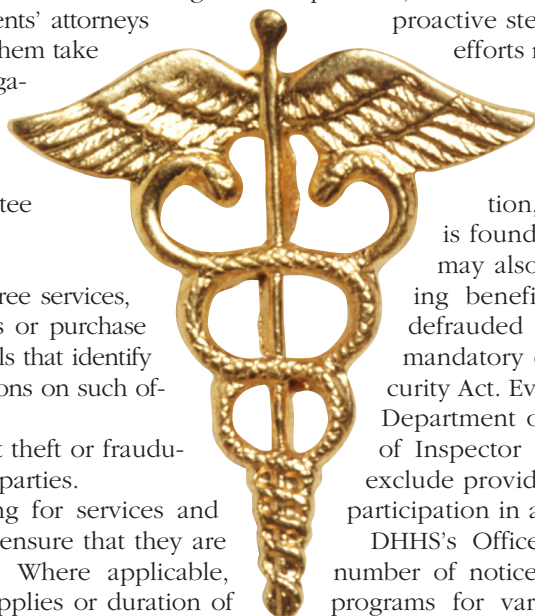 ents' attorneys
hem take
ga-
tee
ree services,
s or purchase
ls that identify
ons on such of-
t theft or fraudu-
parties.
ng for services and
ensure that they are
Where applicable,
pplies or duration of
proactive ste
efforts r
tion,
is found
may also
ing benefi
defrauded
mandatory
curity Act. Ev
Department o
of Inspector
exclude provid
participation in a
DHHS's Office
number of notice
programs for var